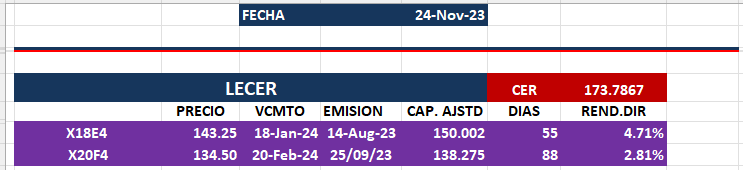 FECHA 24-Nov-23
LECER CER 173.7867
PRECIO VCMTO EMISION CAP. AJSTD DIAS REND.DIR
X18E4 143.25 18-Jan-24 14-Aug-23 150.002 55 4.71%
X20F4 134.50 20-Feb-24 25/09/23 138.275 88 2.81%